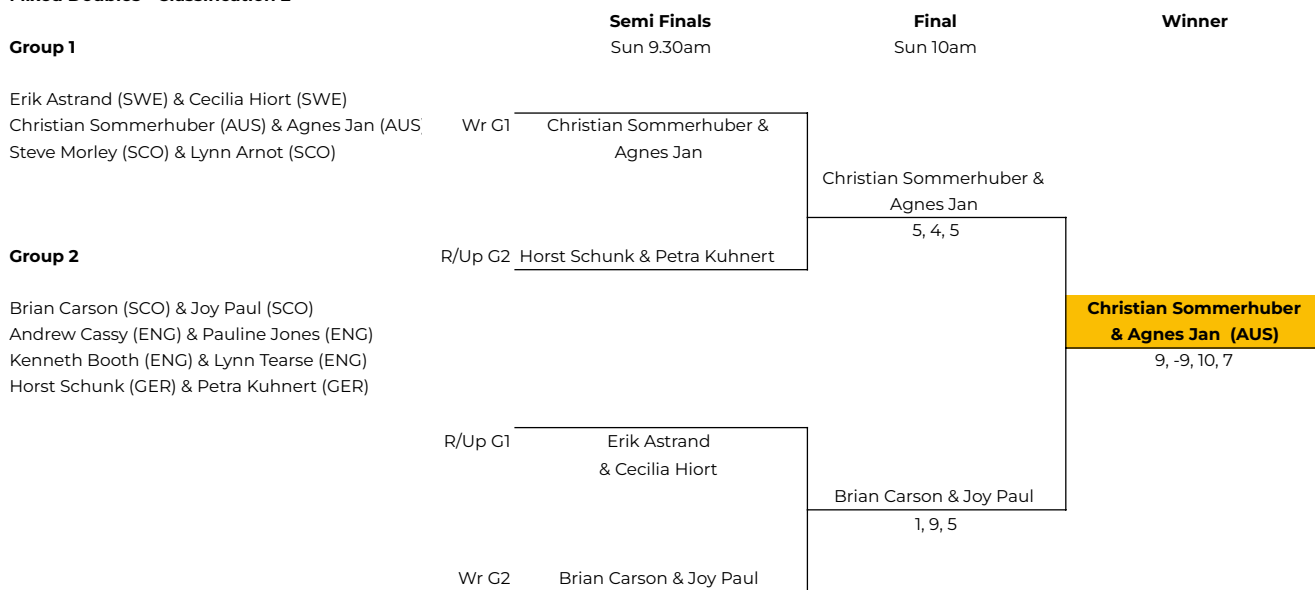 Mixed Doubles - Classification
Semi Finals Final Winner
Group 1 Sun 9.30am Sun 10am
Erik Astrand (SWE) & Cecilia Hiort (SWE)
Christian Sommerhuber (AUS) & Agnes Jan (AUS) Wr G1 Christian Sommerhuber &
Steve Morley (SCO) & Lynn Arnot (SCO) Agnes Jan
Christian Sommerhuber &
Agnes Jan
5, 4, 5
Group 2 R/Up G2 Horst Schunk & Petra Kuhnert
Brian Carson (SCO) & Joy Paul (SCO) Christian Sommerhuber
Andrew Cassy (ENG) & Pauline Jones (ENG) & Agnes Jan (AUS)
Kenneth Booth (ENG) & Lynn Tearse (ENG) 9, -9, 10, 7
Horst Schunk (GER) & Petra Kuhnert (GER)
R/Up G1 Erik Astrand
& Cecilia Hiort
Brian Carson & Joy Paul
1, 9, 5
Wr G2 Brian Carson & Joy Paul